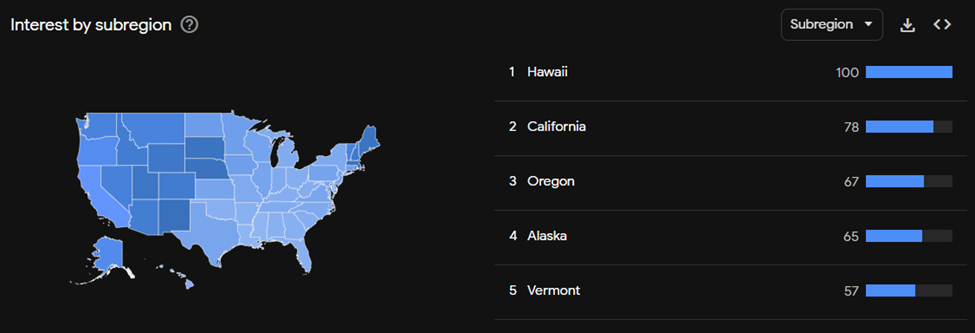 Interest by subregion ?
Subregion
1 Hawaii 100
2 California 78
3 Oregon 67
4 Alaska 65
5 Vermont 57